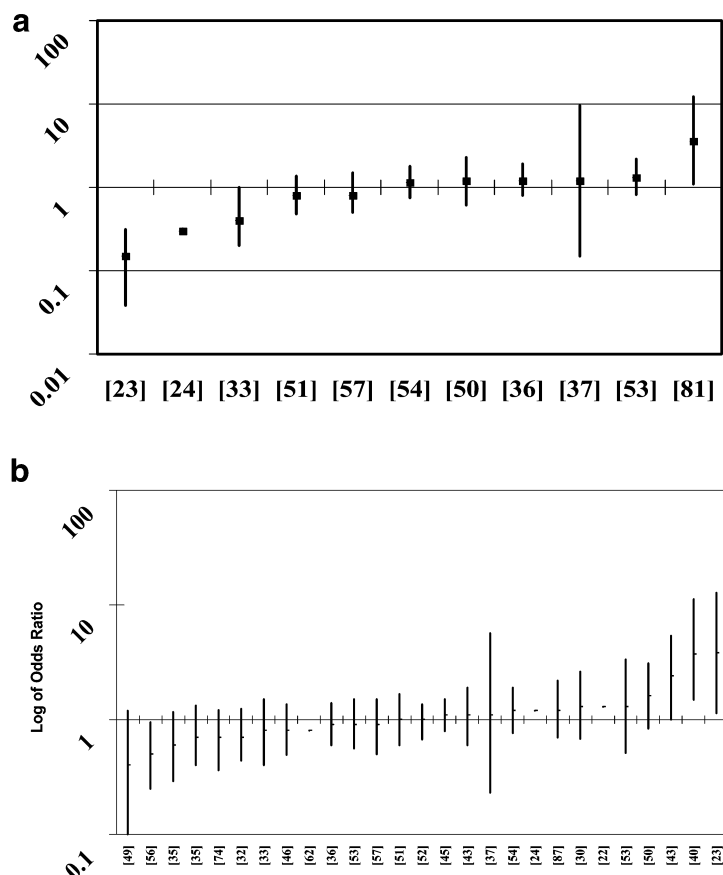 a
100
10
1
0.1
0.01
[23] [24] [33] [51] [57] [54] [50] [36] [37] [53] [81]
b
100
10
1
0.1
Log of Odds Ratio
[49] [56] [35] [35] [74] [32] [33] [46] [62] [36] [53] [57] [51] [52] [45] [43] [37] [54] [24] [87] [30] [22] [53] [50] [43] [40] [23]